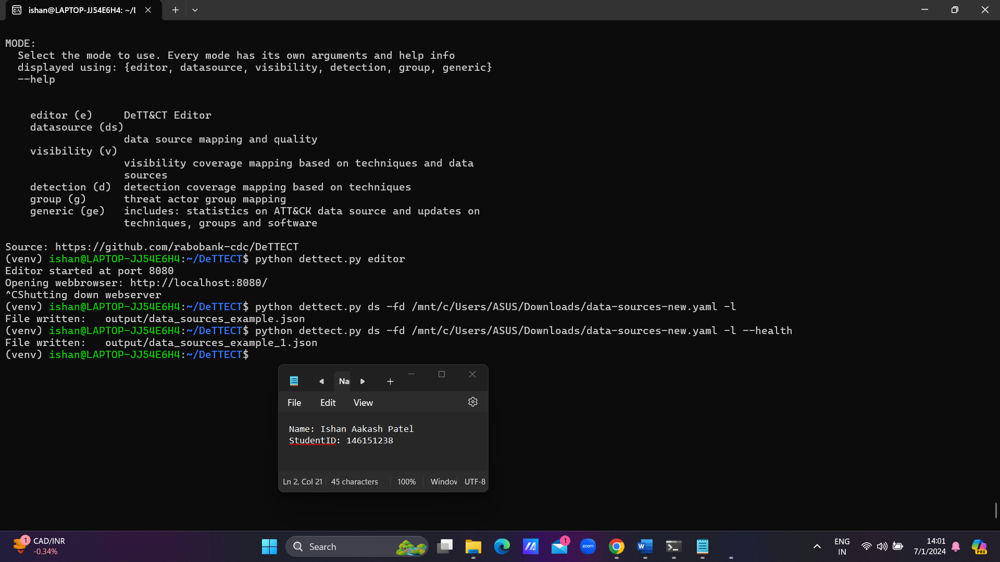 ishan@LAPTOP-JJ54E6H4: ~/
MODE:
Select the mode to use. Every mode has its own arguments and help info
displayed using: {editor, datasource, visibility, detection, group, generic}
--help
editor (e) DeTT&CT Editor
datasource (ds)
data source mapping and quality
visibility (v)
visibility coverage mapping based on techniques and data
sources
detection (d) detection coverage mapping based on techniques
group (g) threat actor group mapping
generic (ge) includes: statistics on ATT&CK data source and updates on
techniques, groups and software
Source: https://github.com/rabobank-cdc/DeTTECT
(venv) ishan@LAPTOP-JJ54E6H4:~/DeTTECT$ python dettect.py editor
Editor started at port 8080
Opening webbrowser: http://localhost:8080/
^CShutting down webserver
(venv) ishan@LAPTOP-JJ54E6H4:~/DeTTECT$ python dettect.py ds -fd /mnt/c/Users/ASUS/Downloads/data-sources-new.yaml -l
File written: output/data_sources_example.json
(venv) ishan@LAPTOP-JJ54E6H4:~/DeTTECT$ python dettect.py ds -fd /mnt/c/Users/ASUS/Downloads/data-sources-new.yaml -l --health
File written: output/data_sources_example_1.json
(venv) ishan@LAPTOP-JJ54E6H4:~/DeTTECT$
Na
File Edit View
Name: Ishan Aakash Patel
StudentID: 146151238
Ln 2, Col 21 45 characters 100% Windov UTF-8
1 CAD/INR
-0.34%
Search
1
zoom
W
ENG
IN
14:01
7/1/2024
PRE